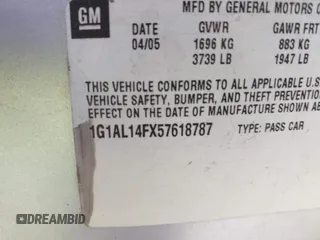 GM
MFD BY GENERAL MOTORS C
DATE GVWR GAWR FRT
04/05 1696 KG 883 KG
3739 LB 1947 LB
THIS VEHICLE CONFORMS TO ALL APPLICABLE U.S
VEHICLE SAFETY, BUMPER, AND THEFT PREVENTION
EFFECT ON THE DATE OF MANUFACTURE SHOWN ABO
1G1AL14FX57618787 TYPE: PASS CAR
DREAMBID